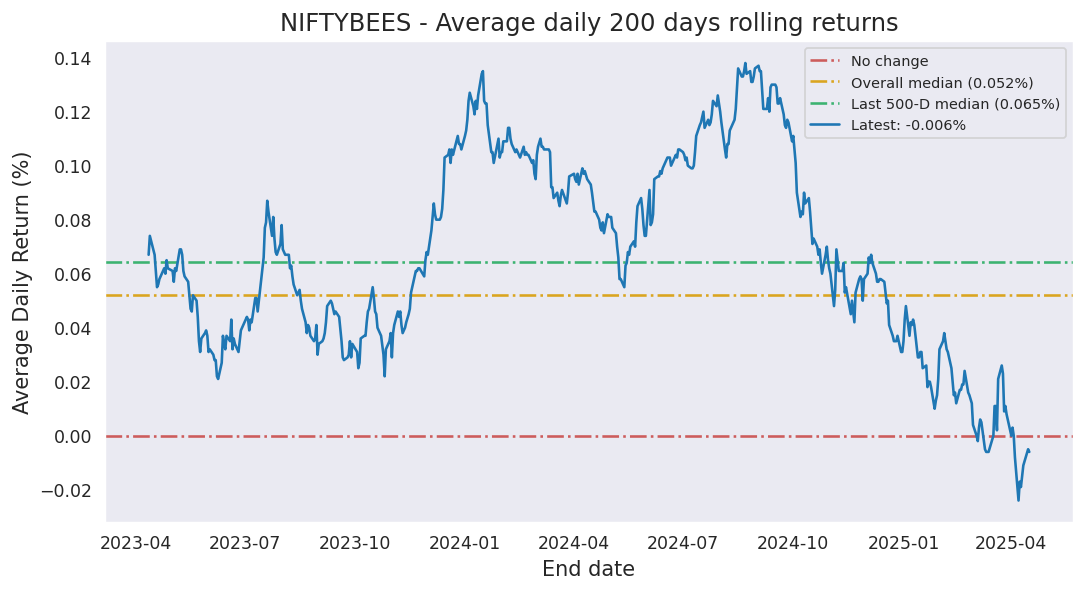 NIFTYBEES - Average daily 200 days rolling returns
No change
Overall median (0.052%)
Last 500-D median (0.065%)
Latest: -0.006%
Average Daily Return (%)
0.14
0.12
0.10
0.08
0.06
0.04
0.02
0.00
−0.02
2023-04 2023-07 2023-10 2024-01 2024-04 2024-07 2024-10 2025-01 2025-04
End date